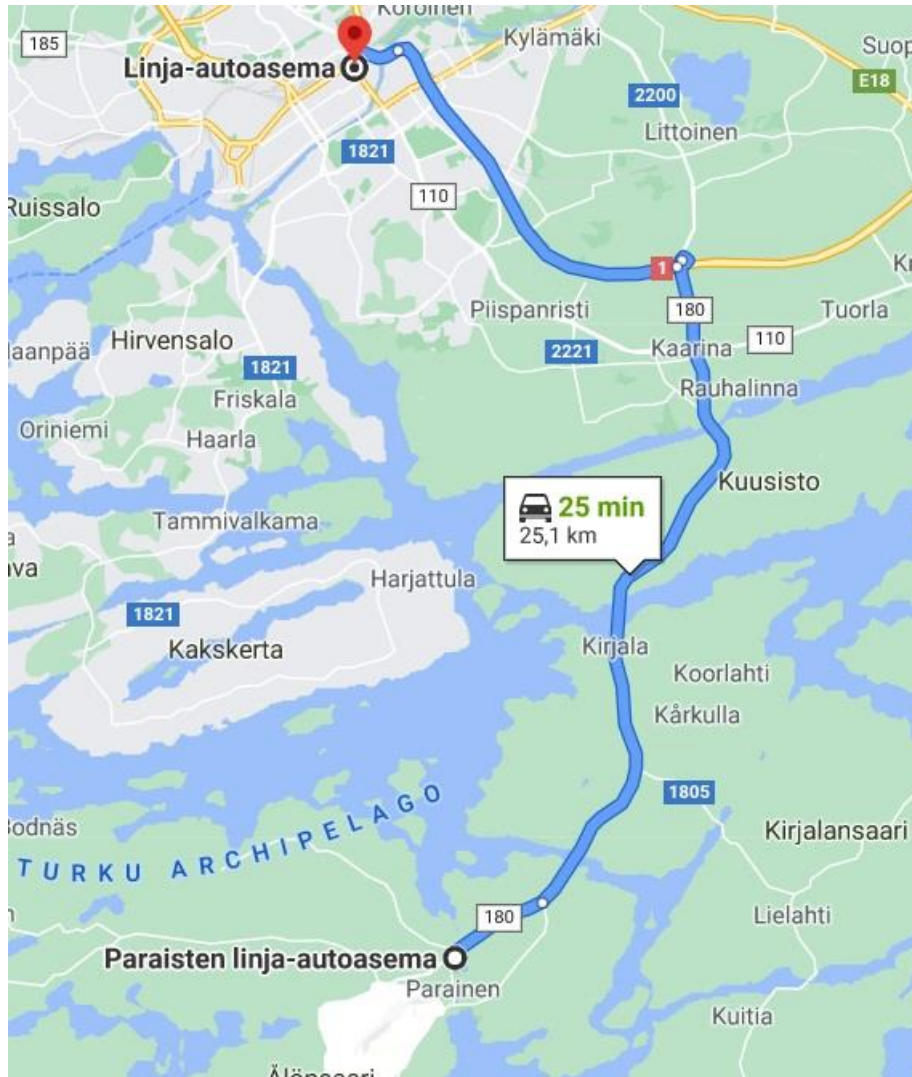 Koroinen
185
Kylämäki
Linja-autoasema
E18
2200
Littoinen
1821
110
Ruissalo
1
Piispanristi
180
Tuorla
Hirvensalo
110
2221
Kaarina
1821
Rauhalinna
Friskala
Oriniemi
Haarla
Kuusisto
25 min
25,1 km
Tammivalkama
Harjattula
1821
Kakskerta
Kirjala
Koorlahti
Kårkulla
1805
Kirjalansaari
TURKU ARCHIPELAGO
180
Lielahti
Paraisten linja-autoasema
Parainen
Kuitia